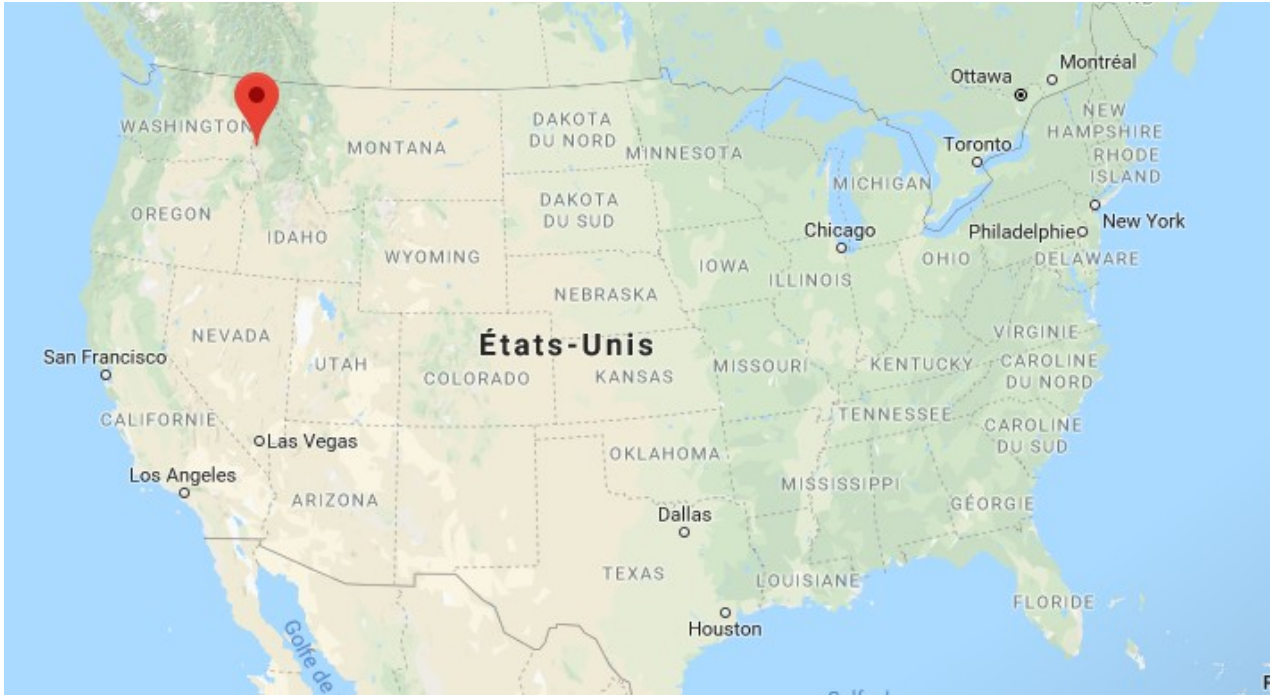 Montréal
Ottawa
NEW
HAMPSHIRE
WASHINGTON
DAKOTA
DU NORD
MONTANA
MINNESOTA
Toronto
RHODE
ISLAND
MICHIGAN
DAKOTA
DU SUD
OREGON
IDAHO
New York
Chicago
Philadelphie
WYOMING
IOWA
OHIO
DELAWARE
ILLINOIS
NEBRASKA
NEVADA
États-Unis
VIRGINIE
San Francisco
UTAH
COLORADO
KANSAS
MISSOURI
KENTUCKY
CAROLINE
DU NORD
CALIFORNIE
TENNESSEE
CAROLINE
DU SUD
Las Vegas
OKLAHOMA
Los Angeles
ARIZONA
MISSISSIPPI
GÉORGIE
Dallas
TEXAS
LOUISIANE
FLORIDE
Houston
Golfe de